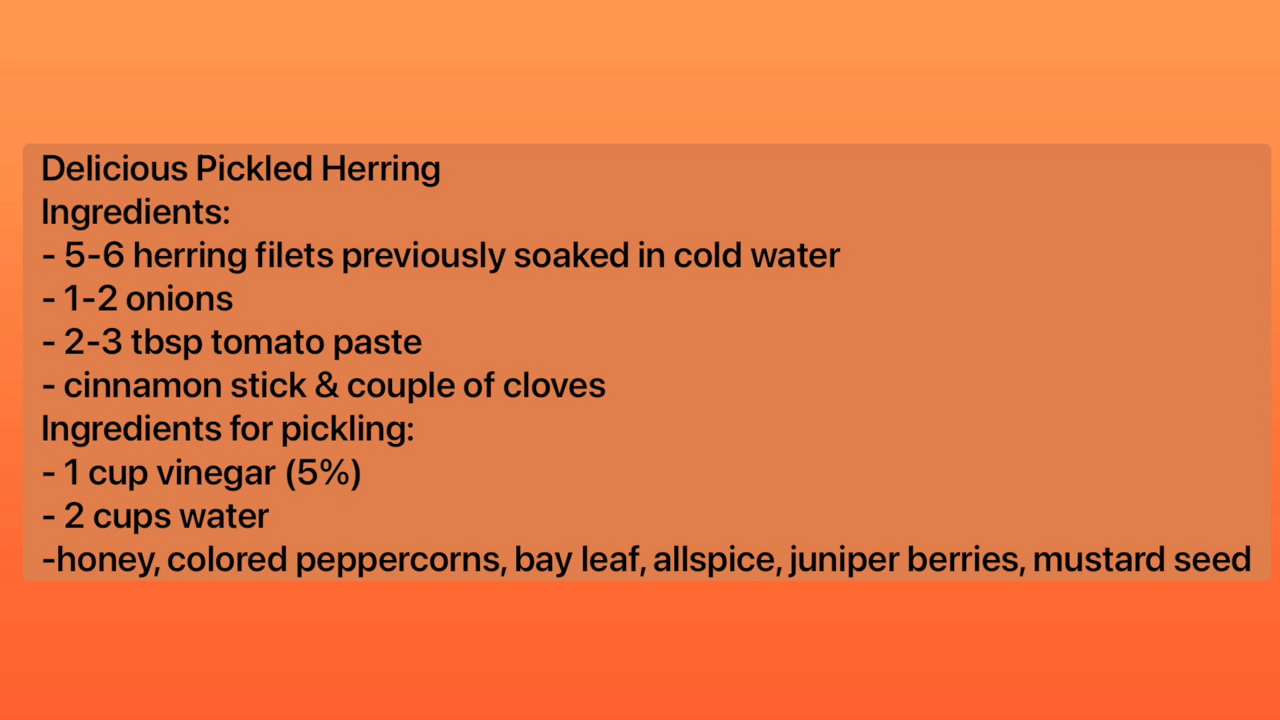 Delicious Pickled Herring
Ingredients:
- 5-6 herring filets previously soaked in cold water
- 1-2 onions
- 2-3 tbsp tomato paste
- cinnamon stick & couple of cloves
Ingredients for pickling:
- 1 cup vinegar (5%)
- 2 cups water
-honey, colored peppercorns, bay leaf, allspice, juniper berries, mustard seed